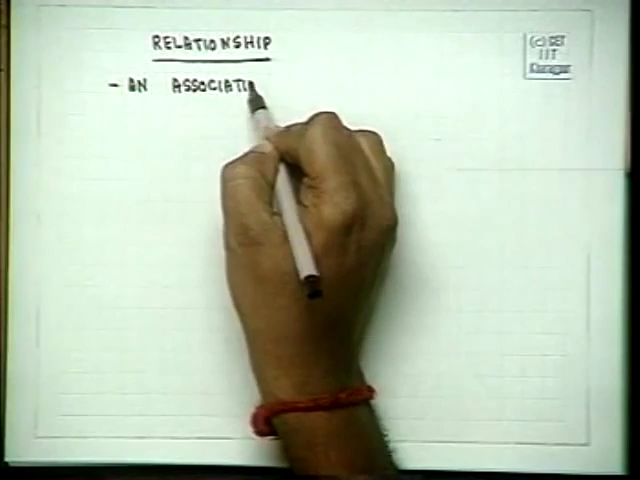 RELATIONSHIP
- AN ASSOCIATI
(C) CET
IIT
Kharagpur